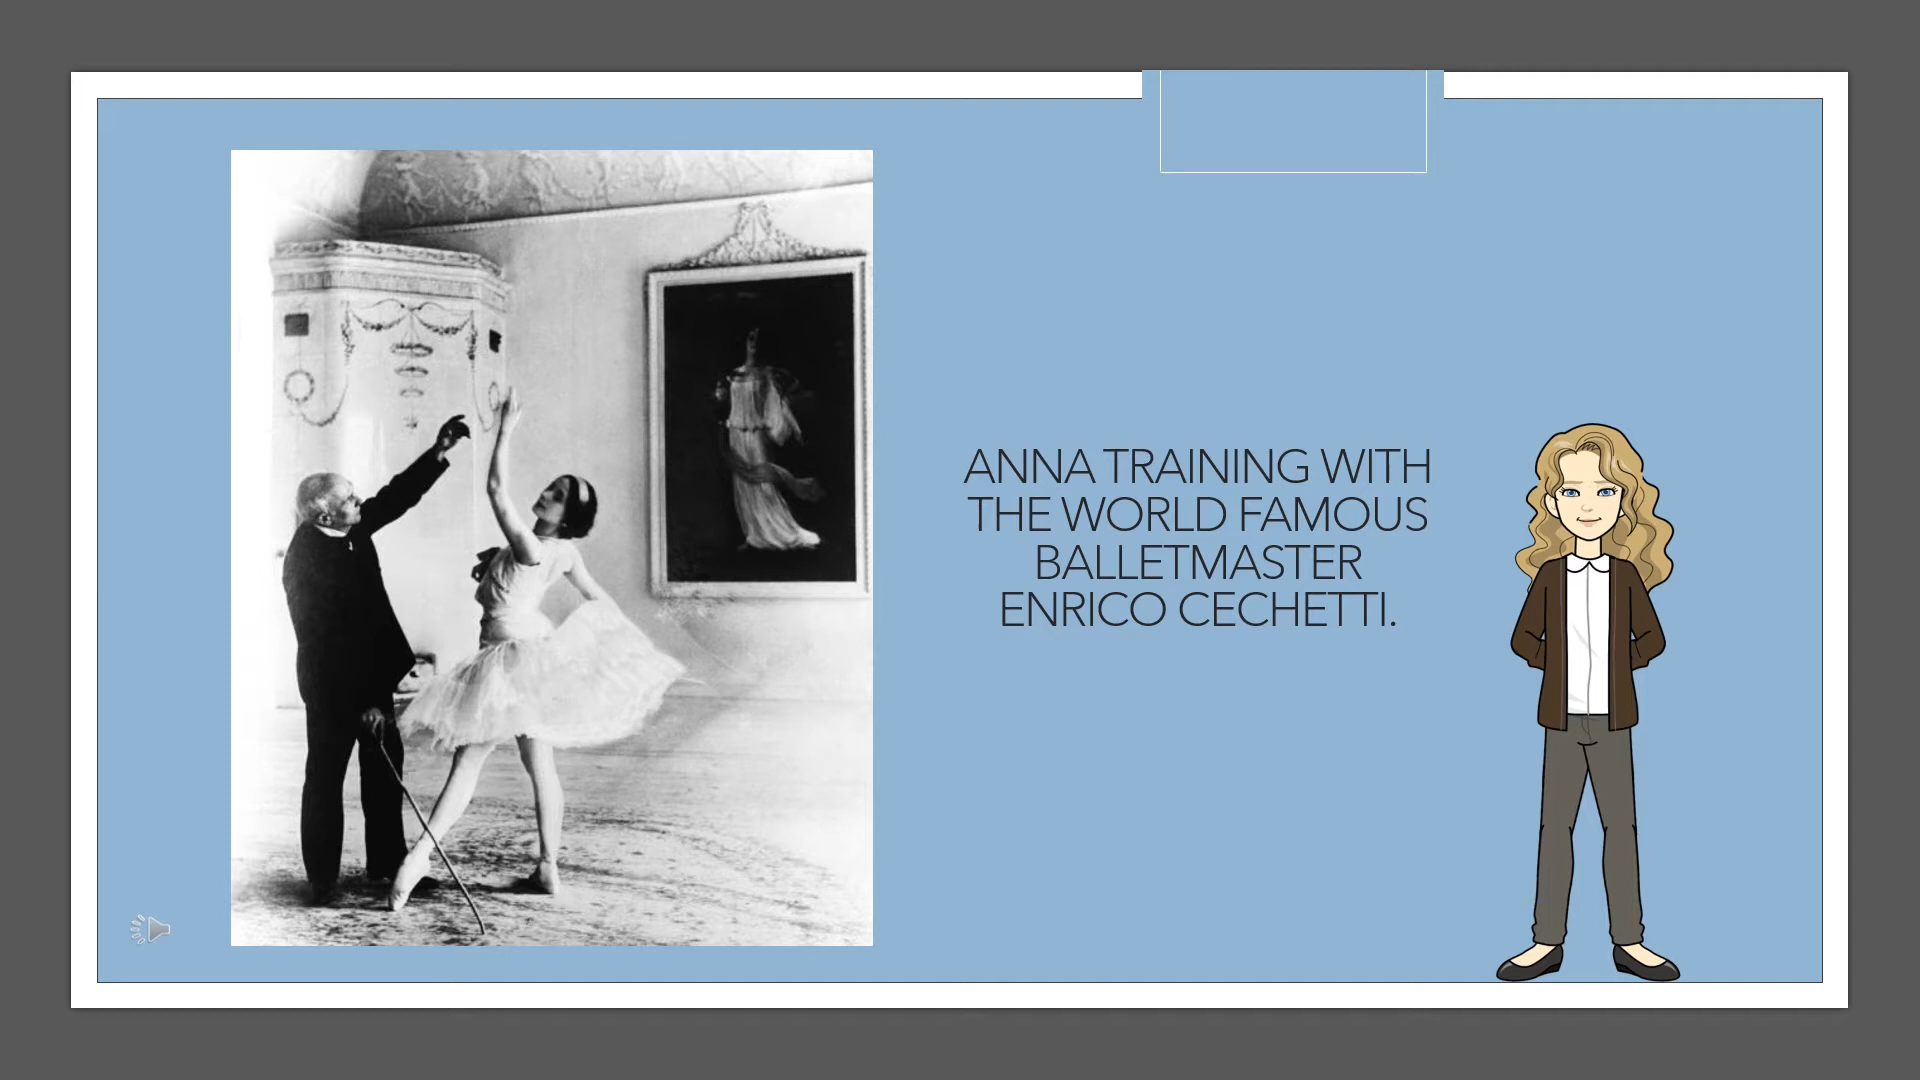 ANNA TRAINING WITH
THE WORLD FAMOUS
BALLETMASTER
ENRICO CECHETTI.